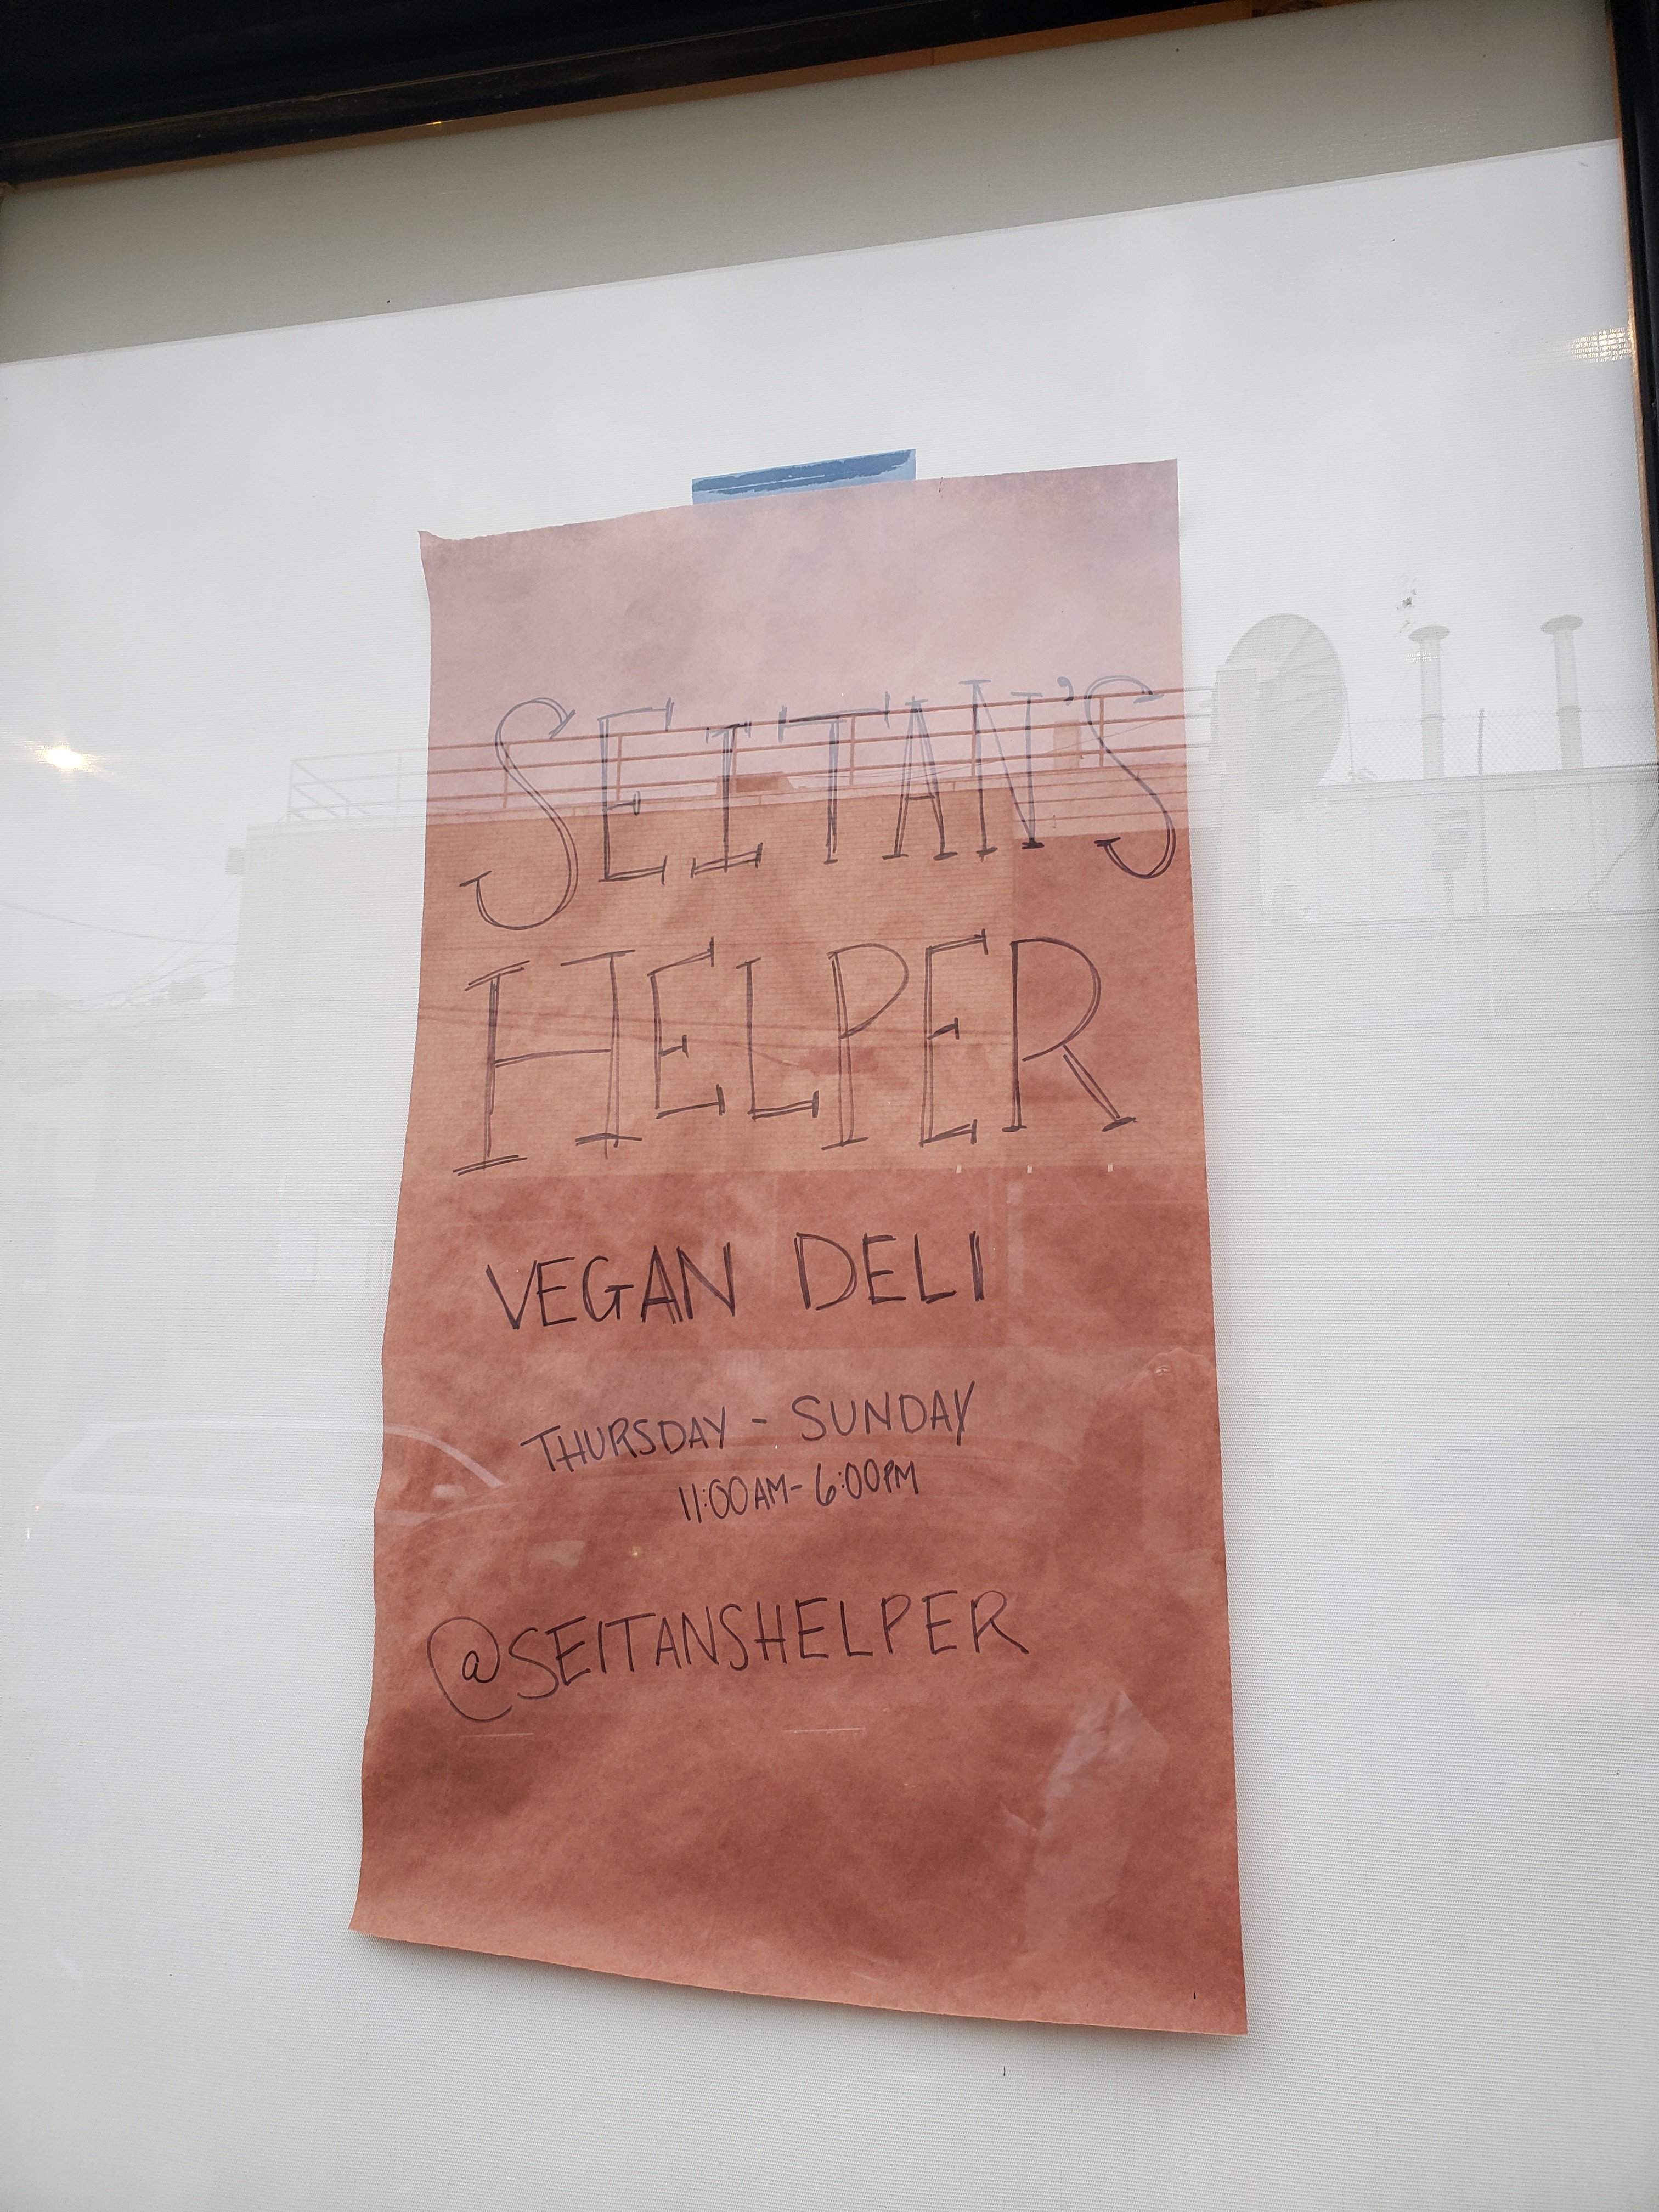 SEITAN'S
HELPER
VEGAN DELI
THURSDAY - SUNDAY
11:00AM - 6:00PM
@SEITANSHELPER